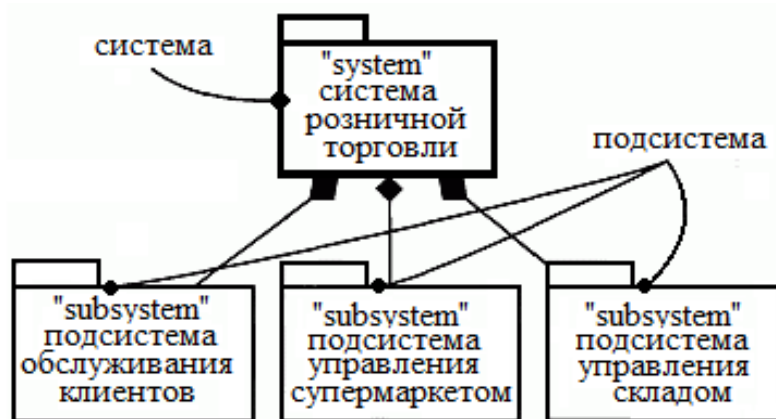 система
"system"
система
розничной
торговли
подсистема
"subsystem"
подсистема
обслуживания
клиентов
"subsystem"
подсистема
управления
супермаркетом
"subsystem"
подсистема
управления
складом